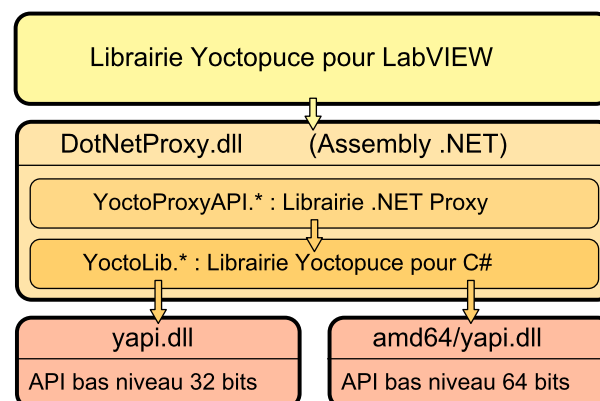 Librairie Yoctopuce pour LabVIEW
DotNetProxy.dll (Assembly .NET)
YoctoProxyAPI.* : Librairie .NET Proxy
YoctoLib.* : Librairie Yoctopuce pour C#
yapi.dll
API bas niveau 32 bits
amd64/yapi.dll
API bas niveau 64 bits